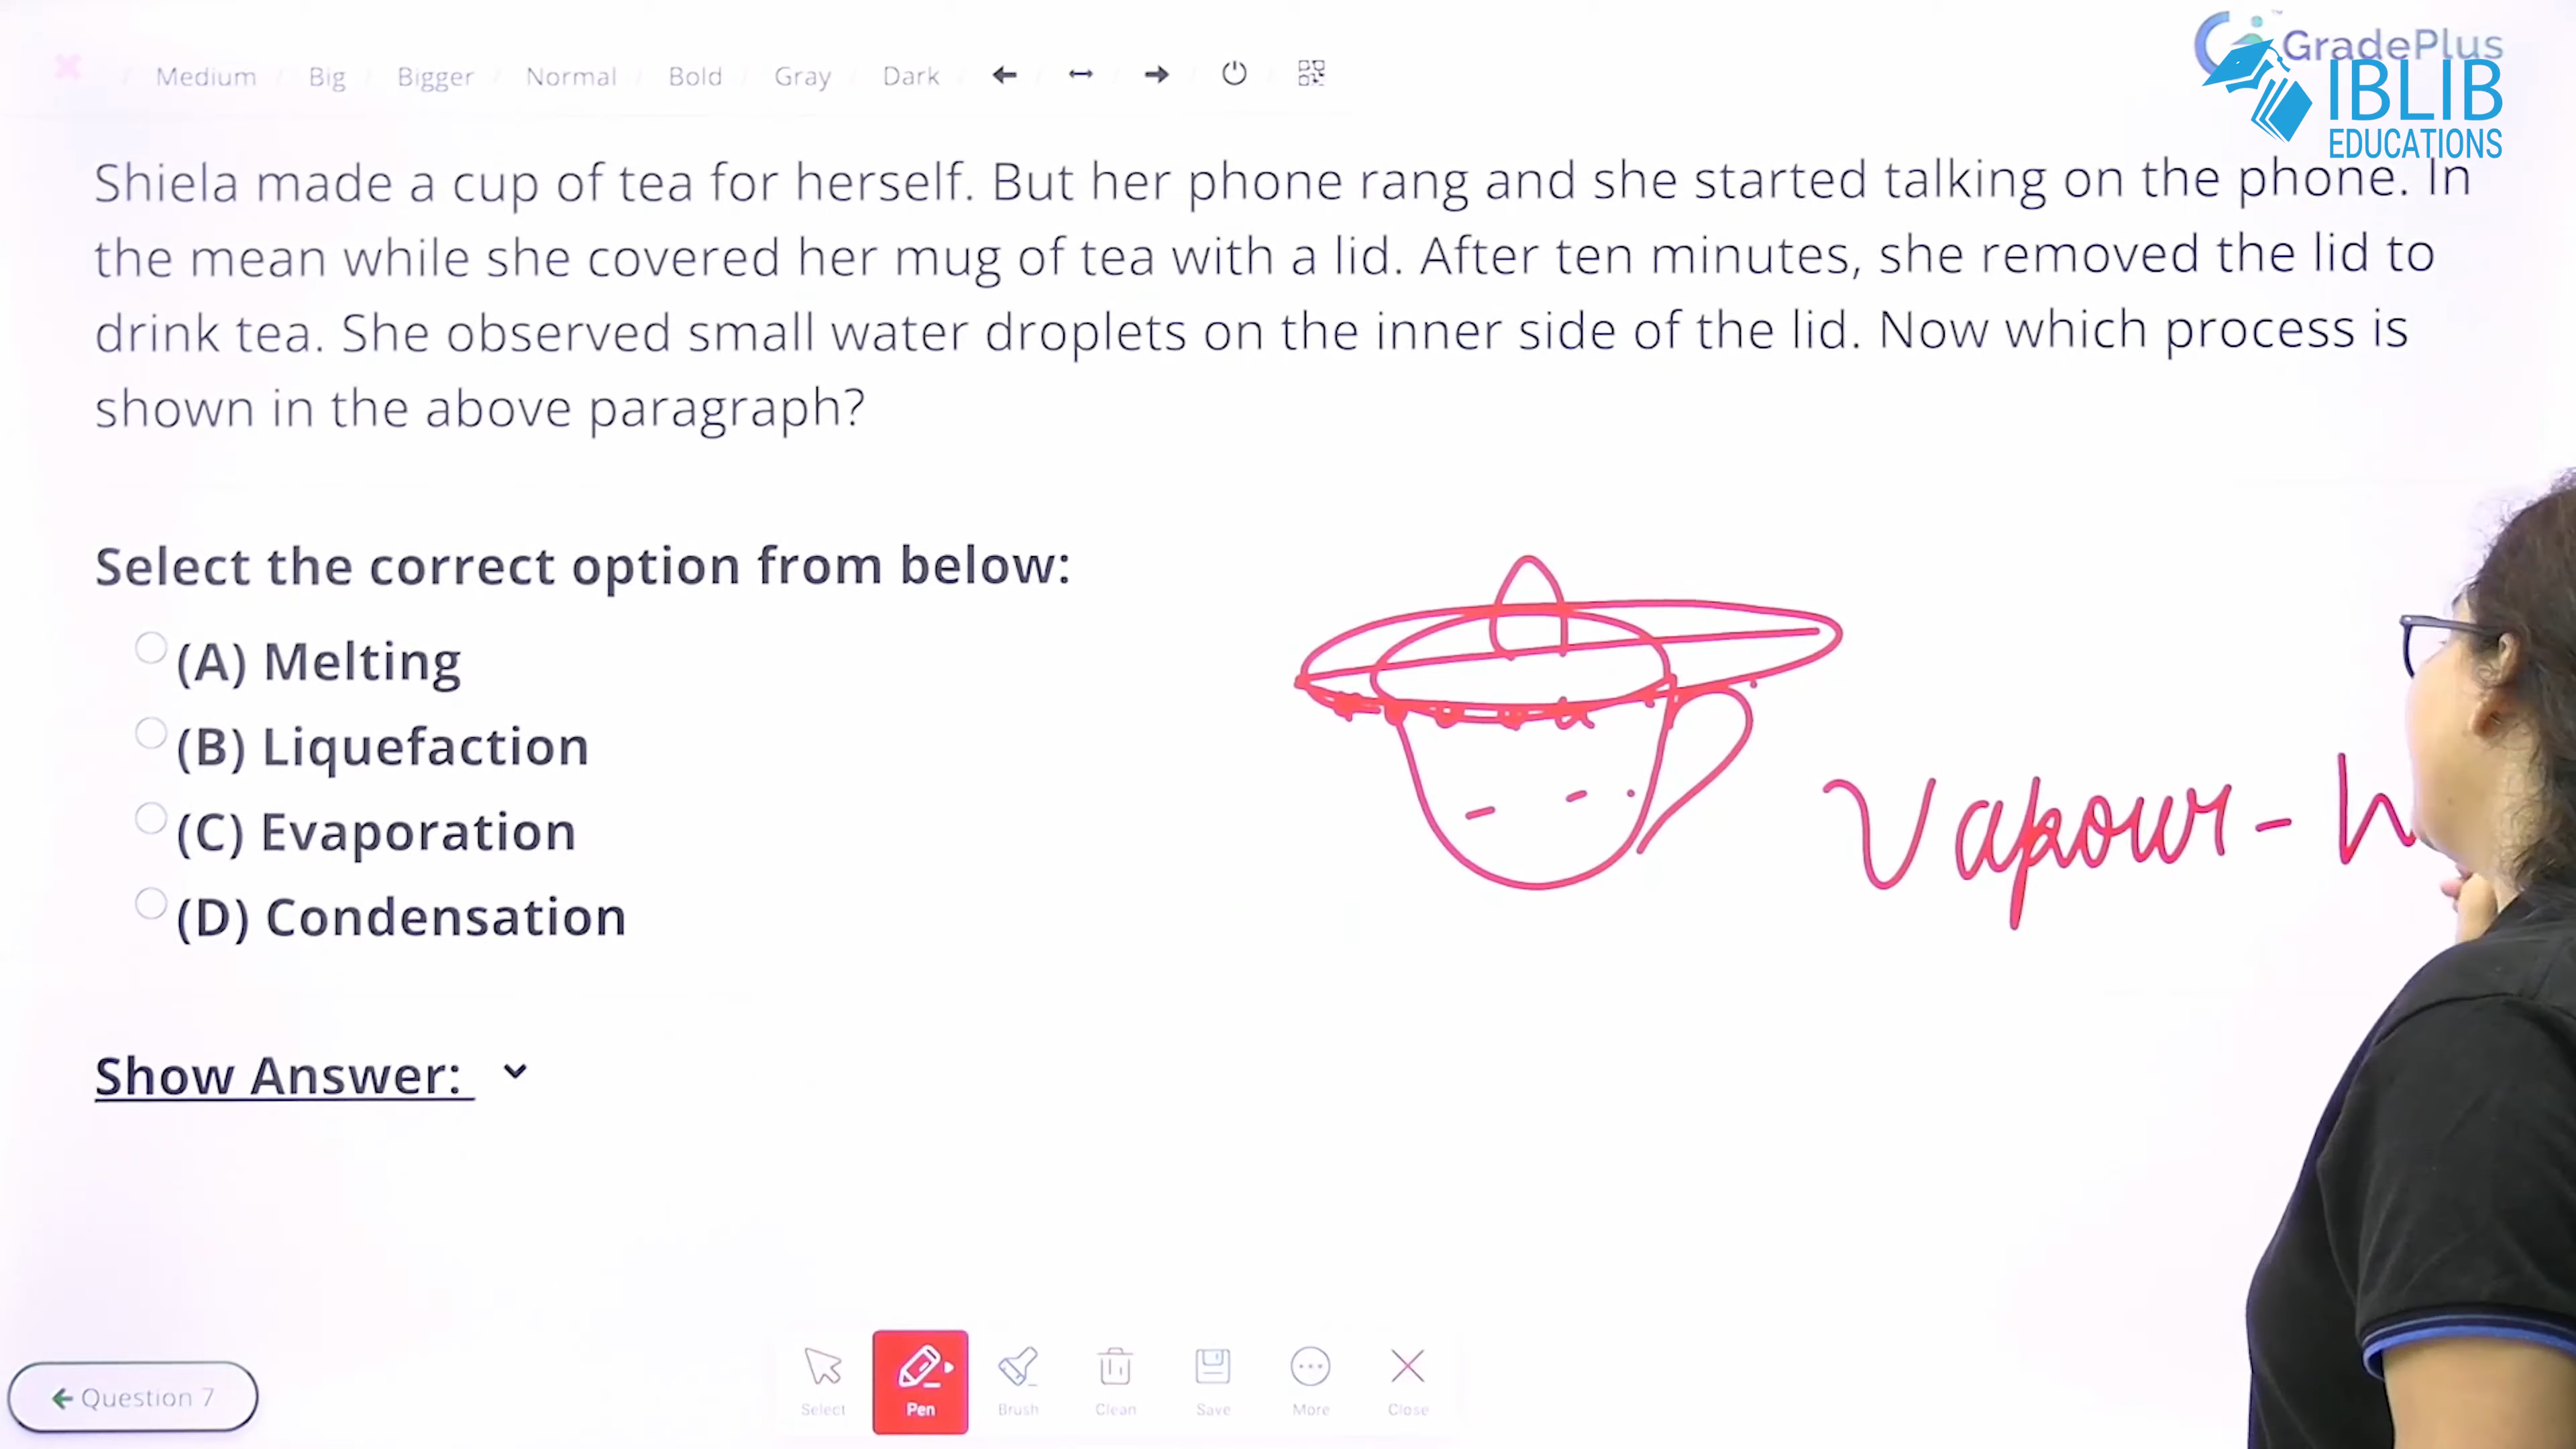 GradePlus
IBLIB
EDUCATIONS
Medium / Big / Bigger / Normal / Bold / Gray / Dark
Shiela made a cup of tea for herself. But her phone rang and she started talking on the phone. In
the mean while she covered her mug of tea with a lid. After ten minutes, she removed the lid to
drink tea. She observed small water droplets on the inner side of the lid. Now which process is
shown in the above paragraph?
Select the correct option from below:
(A) Melting
(B) Liquefaction
(C) Evaporation
(D) Condensation
Vapour -
Show Answer:
Question 7
Select Pen Brush Clean Save More Close